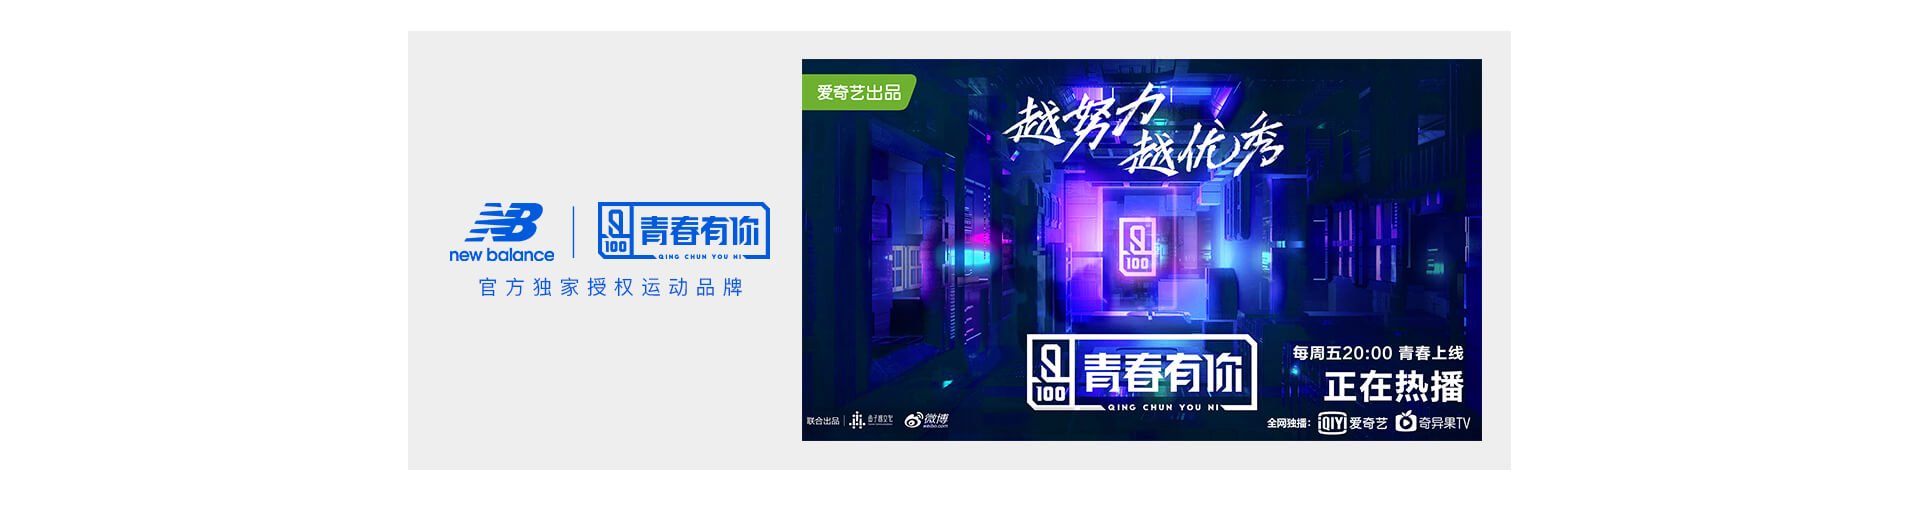 new balance
100
青春有你
QING CHUN YOU NI
官方独家授权运动品牌
爱奇艺出品
越努力
越优秀
100
100
青春有你
QING CHUN YOU NI
每周五20:00 青春上线
正在热播
联合出品
微博
weibo.com
全网独播:
iQIYI 爱奇艺
奇异果TV